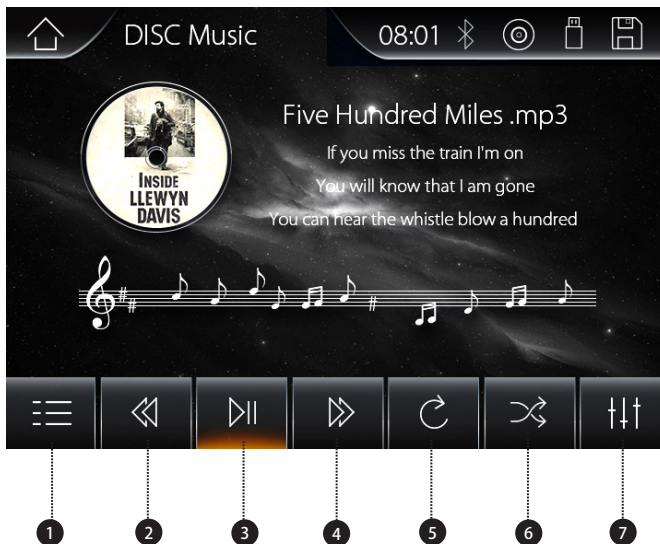 DISC Music
08:01
Five Hundred Miles .mp3
If you miss the train I'm on
You will know that I am gone
You can hear the whistle blow a hundred
INSIDE
LLEWYN
DAVIS
1 2 3 4 5 6 7